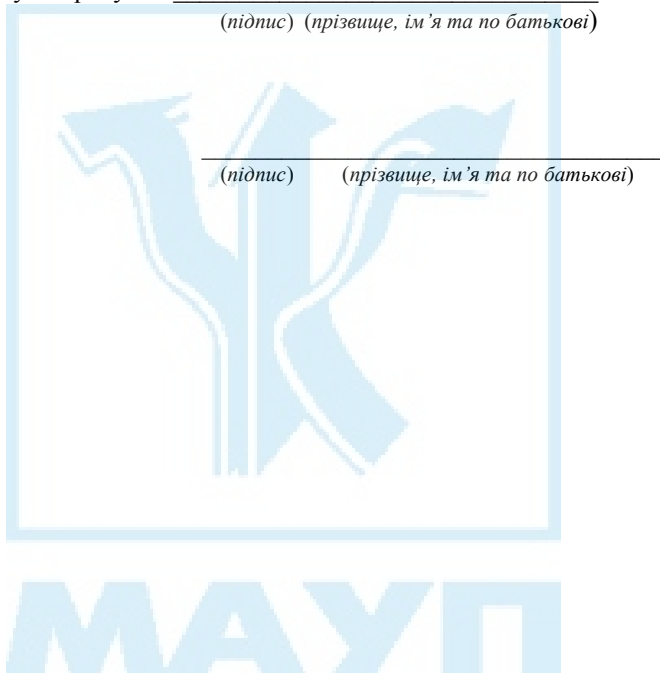 (підпис) (прізвище, ім’я та по батькові)
(підпис) (прізвище, ім’я та по батькові)
МАУП